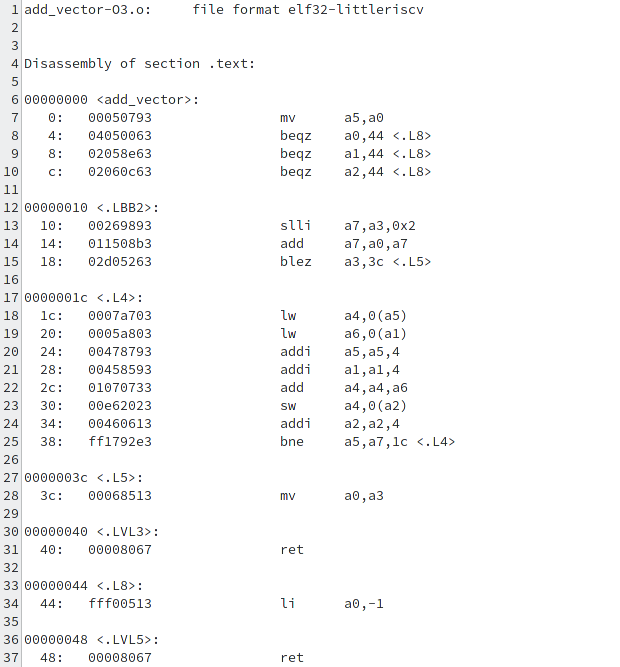 1 add_vector-O3.o:     file format elf32-littleriscv
2
3
4 Disassembly of section .text:
5
6 00000000 <add_vector>:
7   0:   00050793                mv      a5,a0
8   4:   04050063                beqz    a0,44 <.L8>
9   8:   02058e63                beqz    a1,44 <.L8>
10   c:   02060c63                beqz    a2,44 <.L8>
11
12 00000010 <.LBB2>:
13   10:   00269893                slli    a7,a3,0x2
14   14:   011508b3                add     a7,a0,a7
15   18:   02d05263                blez    a3,3c <.L5>
16
17 0000001c <.L4>:
18   1c:   0007a703                lw      a4,0(a5)
19   20:   0005a803                lw      a6,0(a1)
20   24:   00478793                addi    a5,a5,4
21   28:   00458593                addi    a1,a1,4
22   2c:   01070733                add     a4,a4,a6
23   30:   00e62023                sw      a4,0(a2)
24   34:   00460613                addi    a2,a2,4
25   38:   ff1792e3                bne     a5,a7,1c <.L4>
26
27 0000003c <.L5>:
28   3c:   00068513                mv      a0,a3
29
30 00000040 <.LVL3>:
31   40:   00008067                ret
32
33 00000044 <.L8>:
34   44:   fff00513                li      a0,-1
35
36 00000048 <.LVL5>:
37   48:   00008067                ret